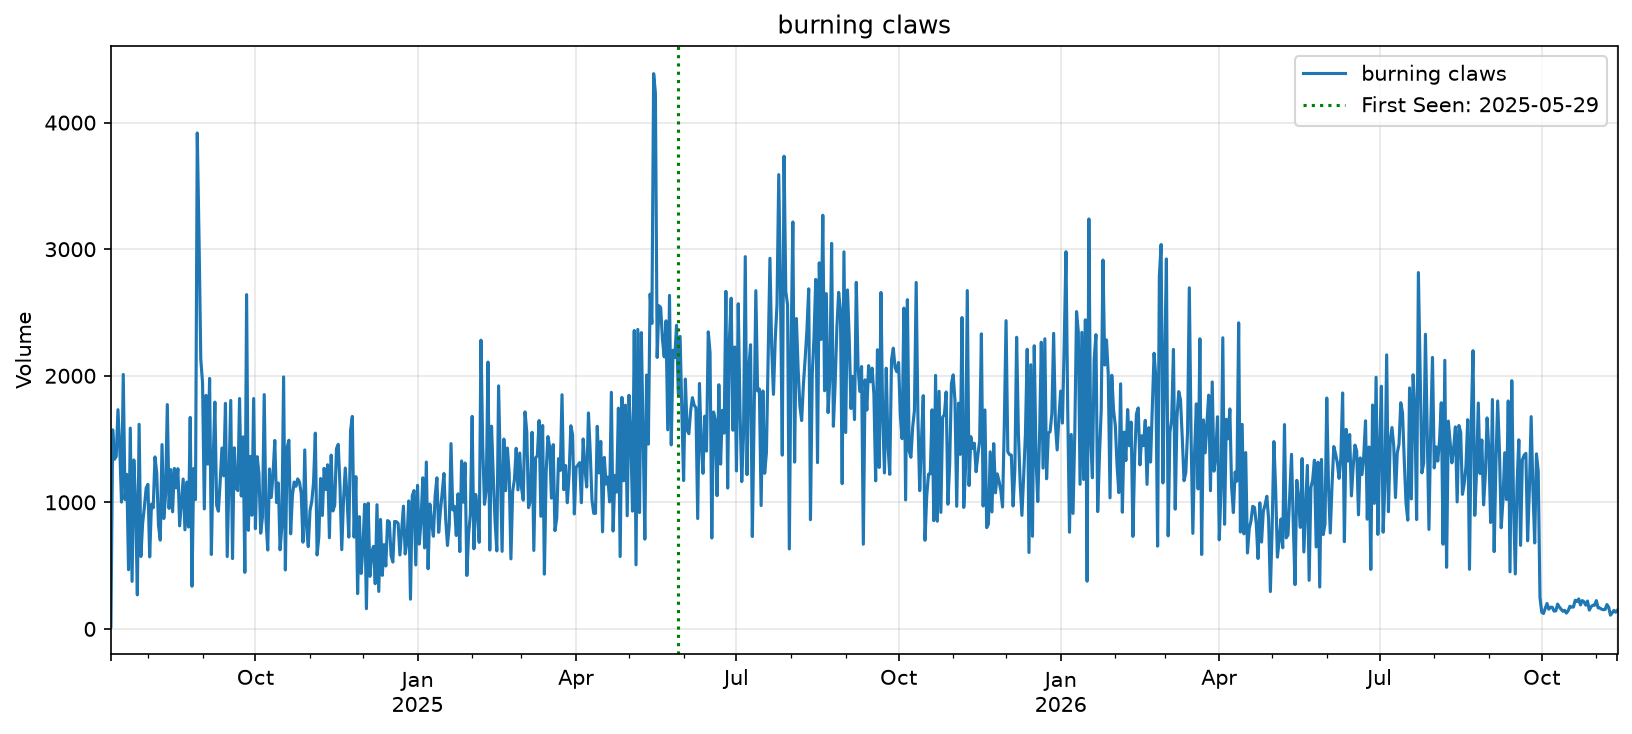 burning claws
burning claws
First Seen: 2025-05-29
Volume
4000
3000
2000
1000
0
Oct
Jan
2025
Apr
Jul
Oct
Jan
2026
Apr
Jul
Oct